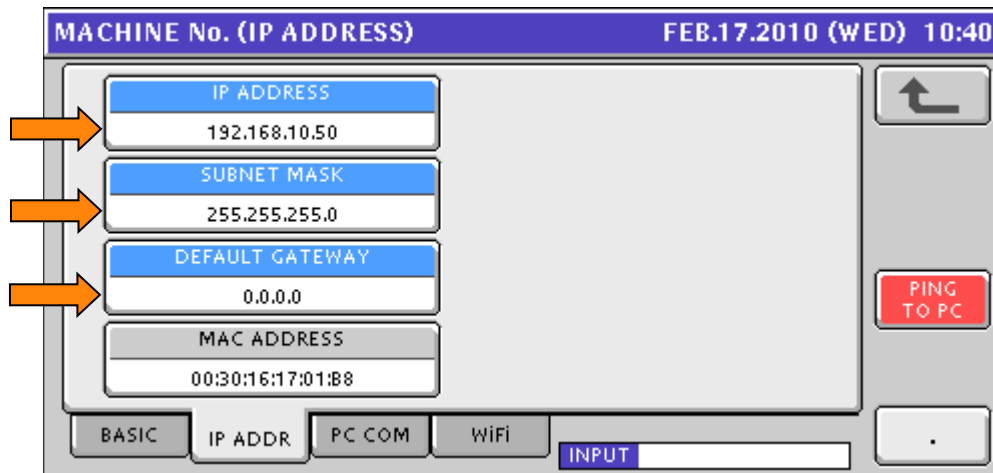 MACHINE No. (IP ADDRESS) FEB.17.2010 (WED) 10:40
IP ADDRESS
192.168.10.50
SUBNET MASK
255.255.255.0
DEFAULT GATEWAY
0.0.0.0
PING
TO PC
MAC ADDRESS
00:30:16:17:01:B8
BASIC IP ADDR PC COM WiFi
INPUT
.